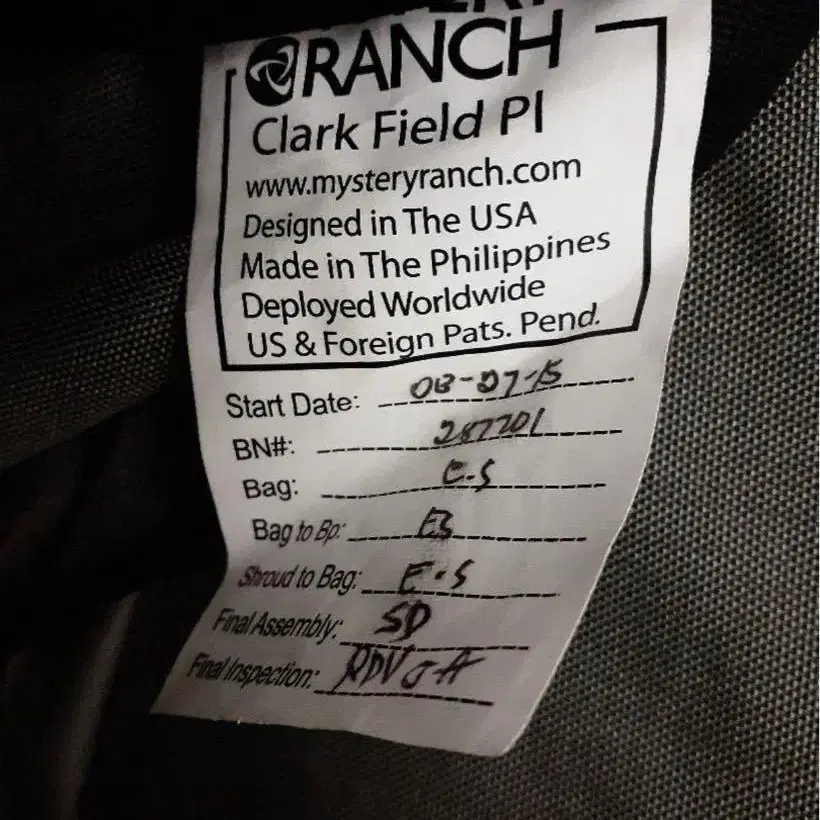 RANCH
Clark Field PI
www.mysteryranch.com
Designed in The USA
Made in The Philippines
Deployed Worldwide
US & Foreign Pats. Pend.
Start Date: 08-07-15
BN#: 287701
Bag: E-S
Bag to Bp: EB
Shroud to Bag: E.S
Final Assembly: SD
Final Inspection: